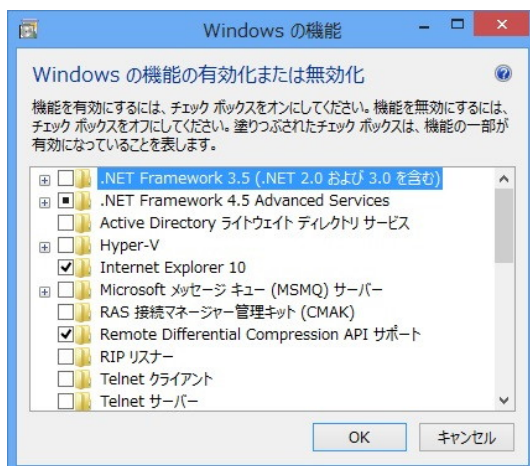 Windows の機能
Windows の機能の有効化または無効化
機能を有効にするには、チェック ボックスをオンにしてください。機能を無効にするには、
チェック ボックスをオフにしてください。塗りつぶされたチェック ボックスは、機能の一部が
有効になっていることを表します。
.NET Framework 3.5 (.NET 2.0 および 3.0 を含む)
.NET Framework 4.5 Advanced Services
Active Directory ライトウェイト ディレクトリ サービス
Hyper-V
Internet Explorer 10
Microsoft メッセージ キュー (MSMQ) サーバー
RAS 接続マネージャー管理キット (CMAK)
Remote Differential Compression API サポート
RIP リスナー
Telnet クライアント
Telnet サーバー
OK
キャンセル